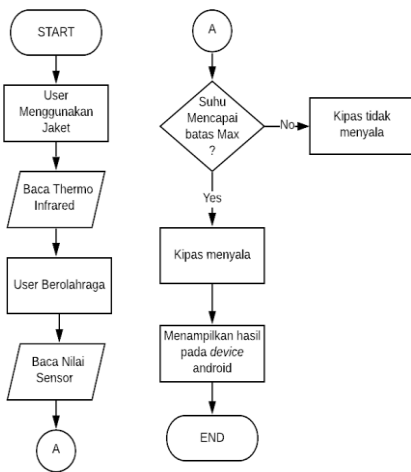 START
User
Menggunakan
Jaket
Baca Thermo
Infrared
User Berolahraga
Baca Nilai
Sensor
A
A
Suhu
Mencapai
batas Max
?
No
Kipas tidak
menyala
Yes
Kipas menyala
Menampilkan hasil
pada device
android
END